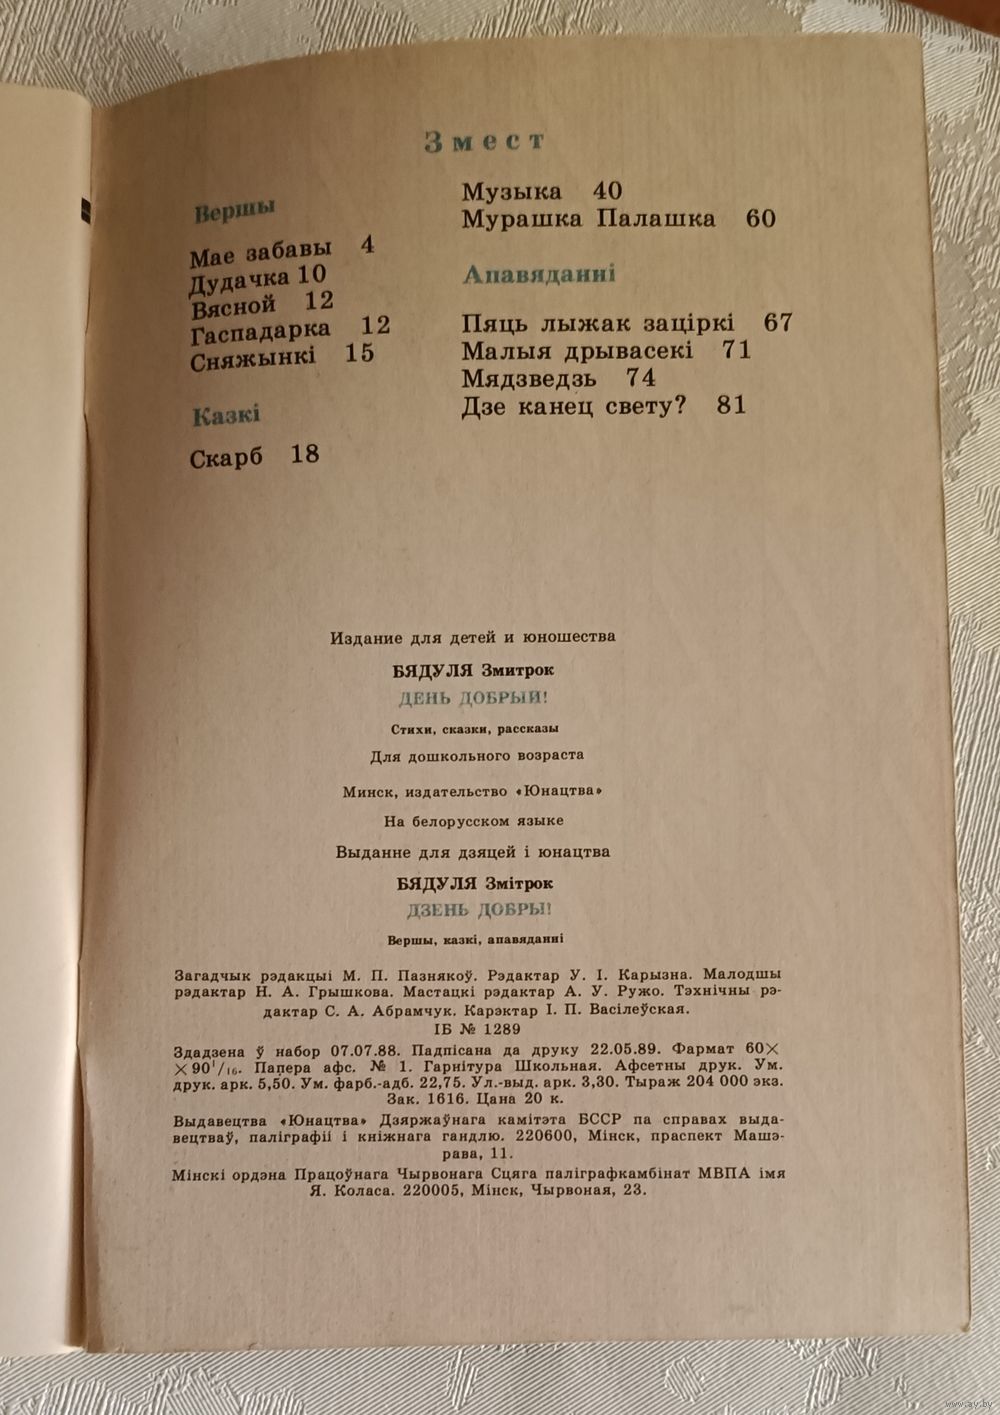 Змест
Вершы
Мае забавы 4
Дудачка 10
Вясной 12
Гаспадарка 12
Сняжынкі 15
Казкі
Скарб 18
Музыка 40
Мурашка Палашка 60
Апавяданні
Пяць лыжак заціркі 67
Малыя дрывасекі 71
Мядзведзь 74
Дзе канец свету? 81
Издание для детей и юношества
БЯДУЛЯ Змитрок
ДЕНЬ ДОБРЫЙ!
Стихи, сказки, рассказы
Для дошкольного возраста
Минск, издательство «Юнацтва»
На белорусском языке
Выданне для дзяцей і юнацтва
БЯДУЛЯ Змітрок
ДЗЕНЬ ДОБРЫ!
Вершы, казкі, апавяданні
Загадчык рэдакцыі М. П. Пазнякоў. Рэдактар У. І. Карызна. Малодшы
рэдактар Н. А. Грышкова. Мастацкі рэдактар А. У. Ружо. Тэхнічны рэ-
дактар С. А. Абрамчук. Карэктар І. П. Васілеўская.
ІБ № 1289
Здадзена ў набор 07.07.88. Падпісана да друку 22.05.89. Фармат 60×
×90¹/₁₆. Папера афс. № 1. Гарнітура Школьная. Афсетны друк. Ум.
друк. арк. 5,50. Ум. фарб.-адб. 22,75. Ул.-выд. арк. 3,30. Тыраж 204 000 экз.
Зак. 1616. Цана 20 к.
Выдавецтва «Юнацтва» Дзяржаўнага камітэта БССР па справах выда-
вецтваў, паліграфіі і кніжнага гандлю. 220600, Мінск, праспект Машэ-
рава, 11.
Мінскі ордэна Працоўнага Чырвонага Сцяга паліграфкамбінат МВПА імя
Я. Коласа. 220005, Мінск, Чырвоная, 23.
www.ay.by